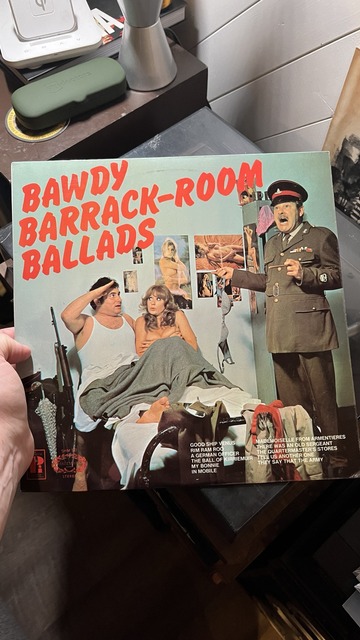 BAWDY
BARRACK-ROOM
BALLADS
GOOD SHIP VENUS
RIM RAM ROO
A GERMAN OFFICER
THE BALL OF KERRIEMUIR
MY BONNIE
IN MOBILE
MADEMOISELLE FROM ARMENTIERES
THERE WAS AN OLD SERGEANT
THE QUARTERMASTER'S STORES
TELL US ANOTHER ONE
THEY SAY THAT THE ARMY